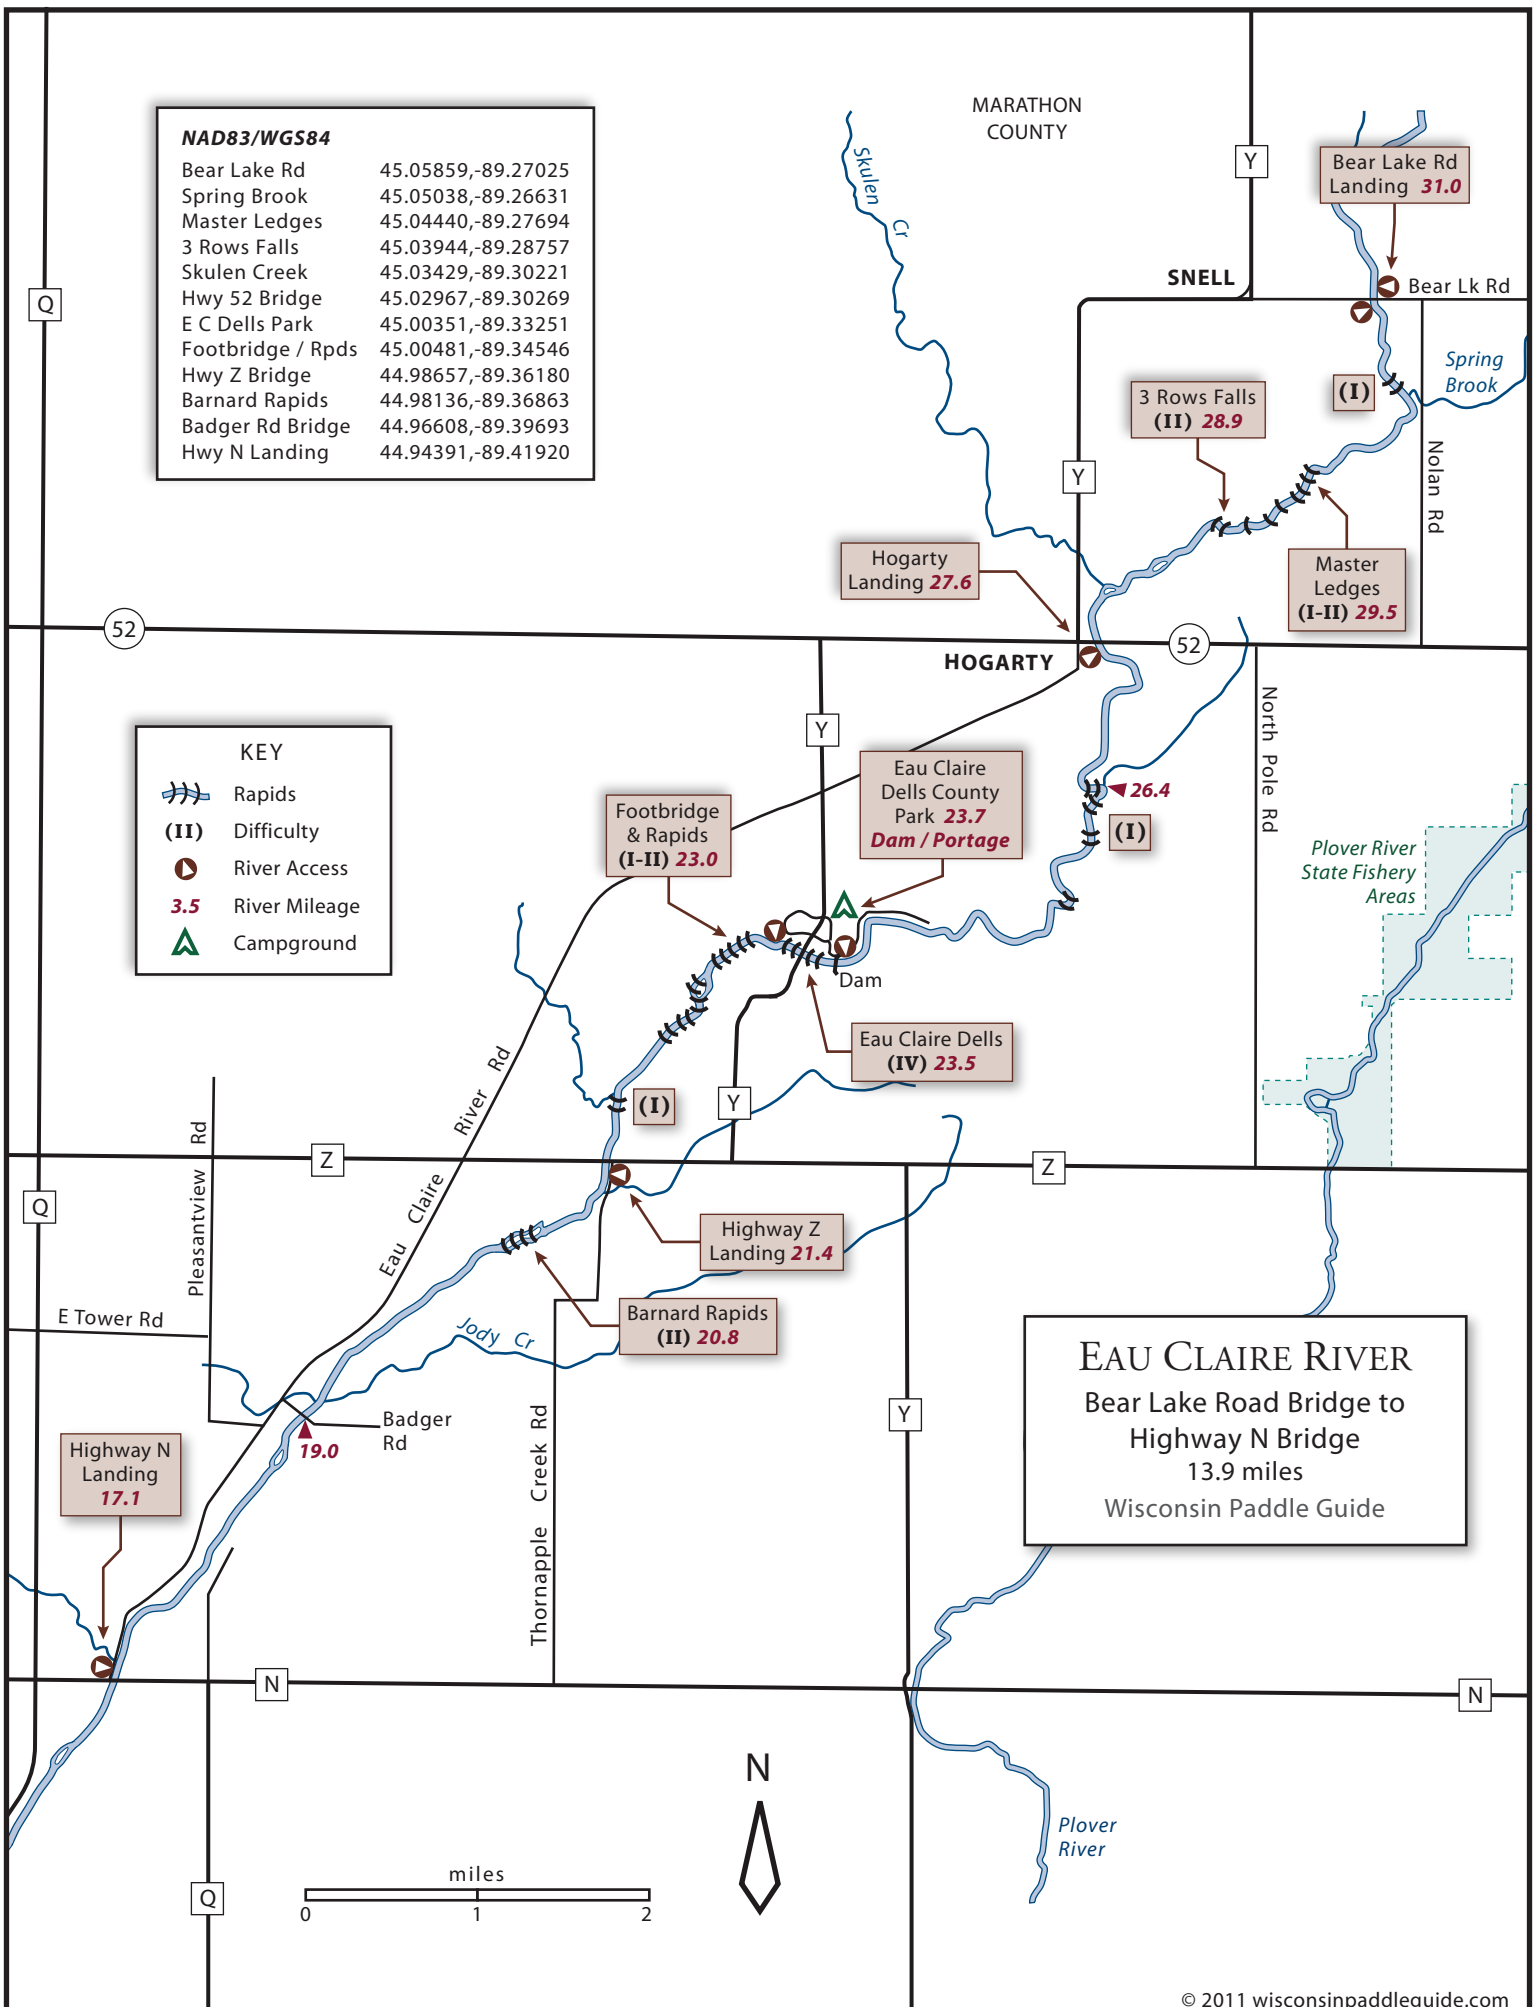 MARATHON
COUNTY
NAD83/WGS84
Bear Lake Rd 45.05859,-89.27025
Spring Brook 45.05038,-89.26631
Master Ledges 45.04440,-89.27694
3 Rows Falls 45.03944,-89.28757
Skulen Creek 45.03429,-89.30221
Hwy 52 Bridge 45.02967,-89.30269
E C Dells Park 45.00351,-89.33251
Footbridge / Rpds 45.00481,-89.34546
Hwy Z Bridge 44.98657,-89.36180
Barnard Rapids 44.98136,-89.36863
Badger Rd Bridge 44.96608,-89.39693
Hwy N Landing 44.94391,-89.41920
Skulen Cr
Y
Bear Lake Rd
Landing 31.0
SNELL
Bear Lk Rd
Q
Spring
Brook
(I)
3 Rows Falls
(II) 28.9
Y
Nolan Rd
Hogarty
Landing 27.6
Master
Ledges
(I-II) 29.5
52
52
HOGARTY
North Pole Rd
Y
KEY
Rapids
(II) Difficulty
River Access
3.5 River Mileage
Campground
Eau Claire
Dells County
Park 23.7
Dam / Portage
26.4
(I)
Footbridge
& Rapids
(I-II) 23.0
Plover River
State Fishery
Areas
Dam
Eau Claire Dells
(IV) 23.5
Eau Claire River Rd
(I)
Y
Pleasantview Rd
Z
Z
Q
Highway Z
Landing 21.4
Barnard Rapids
(II) 20.8
E Tower Rd
Jody Cr
EAU CLAIRE RIVER
Bear Lake Road Bridge to
Highway N Bridge
13.9 miles
Wisconsin Paddle Guide
Badger
Rd
19.0
Y
Thornapple Creek Rd
Highway N
Landing
17.1
N
N
N
Plover
River
miles
0 1 2
Q
© 2011 wisconsinpaddleguide.com